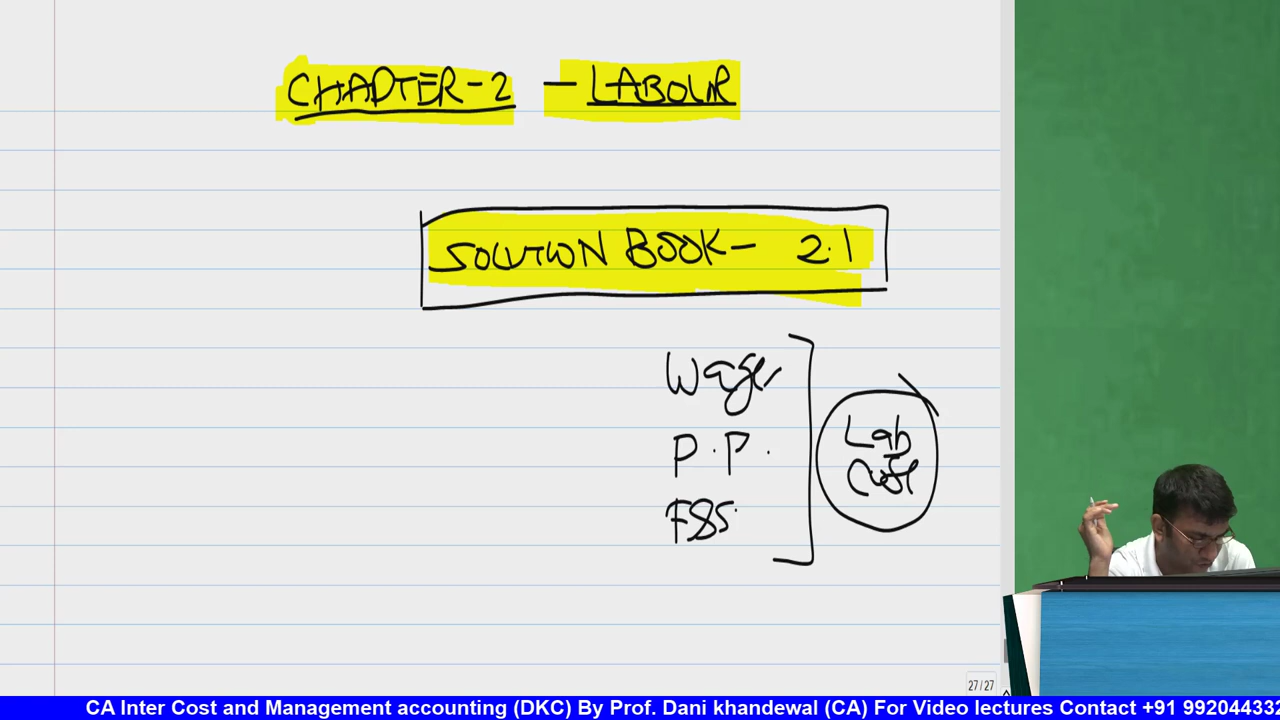 CHAPTER-2 - LABOUR
SOLUTION BOOK - 2.1
Wages
P.P.
Lab
Cost
27/27
CA Inter Cost and Management accounting (DKC) By Prof. Dani khandewal (CA) For Video lectures Contact +91 992044332